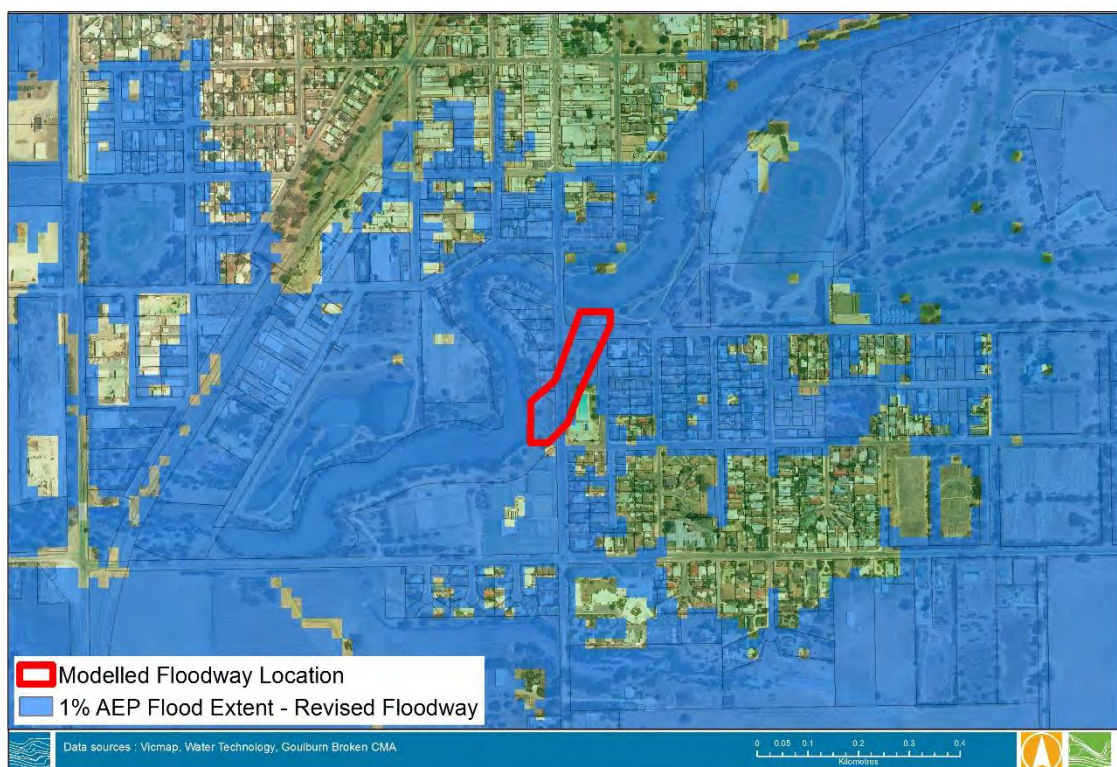 Modelled Floodway Location
1% AEP Flood Extent - Revised Floodway
Data sources : Vicmap, Water Technology, Goulburn Broken CMA
0 0.05 0.1 0.2 0.3 0.4
Kilometres